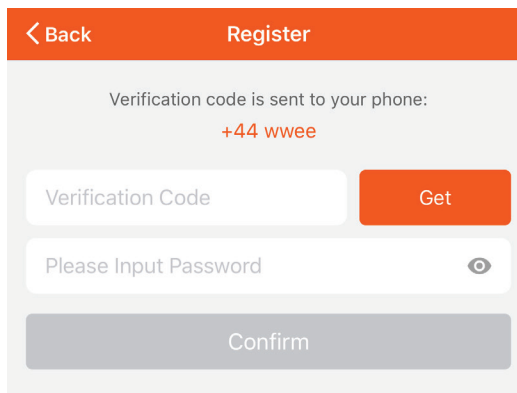 Back
Register
Verification code is sent to your phone:
+44 wwee
Verification Code
Get
Please Input Password
Confirm